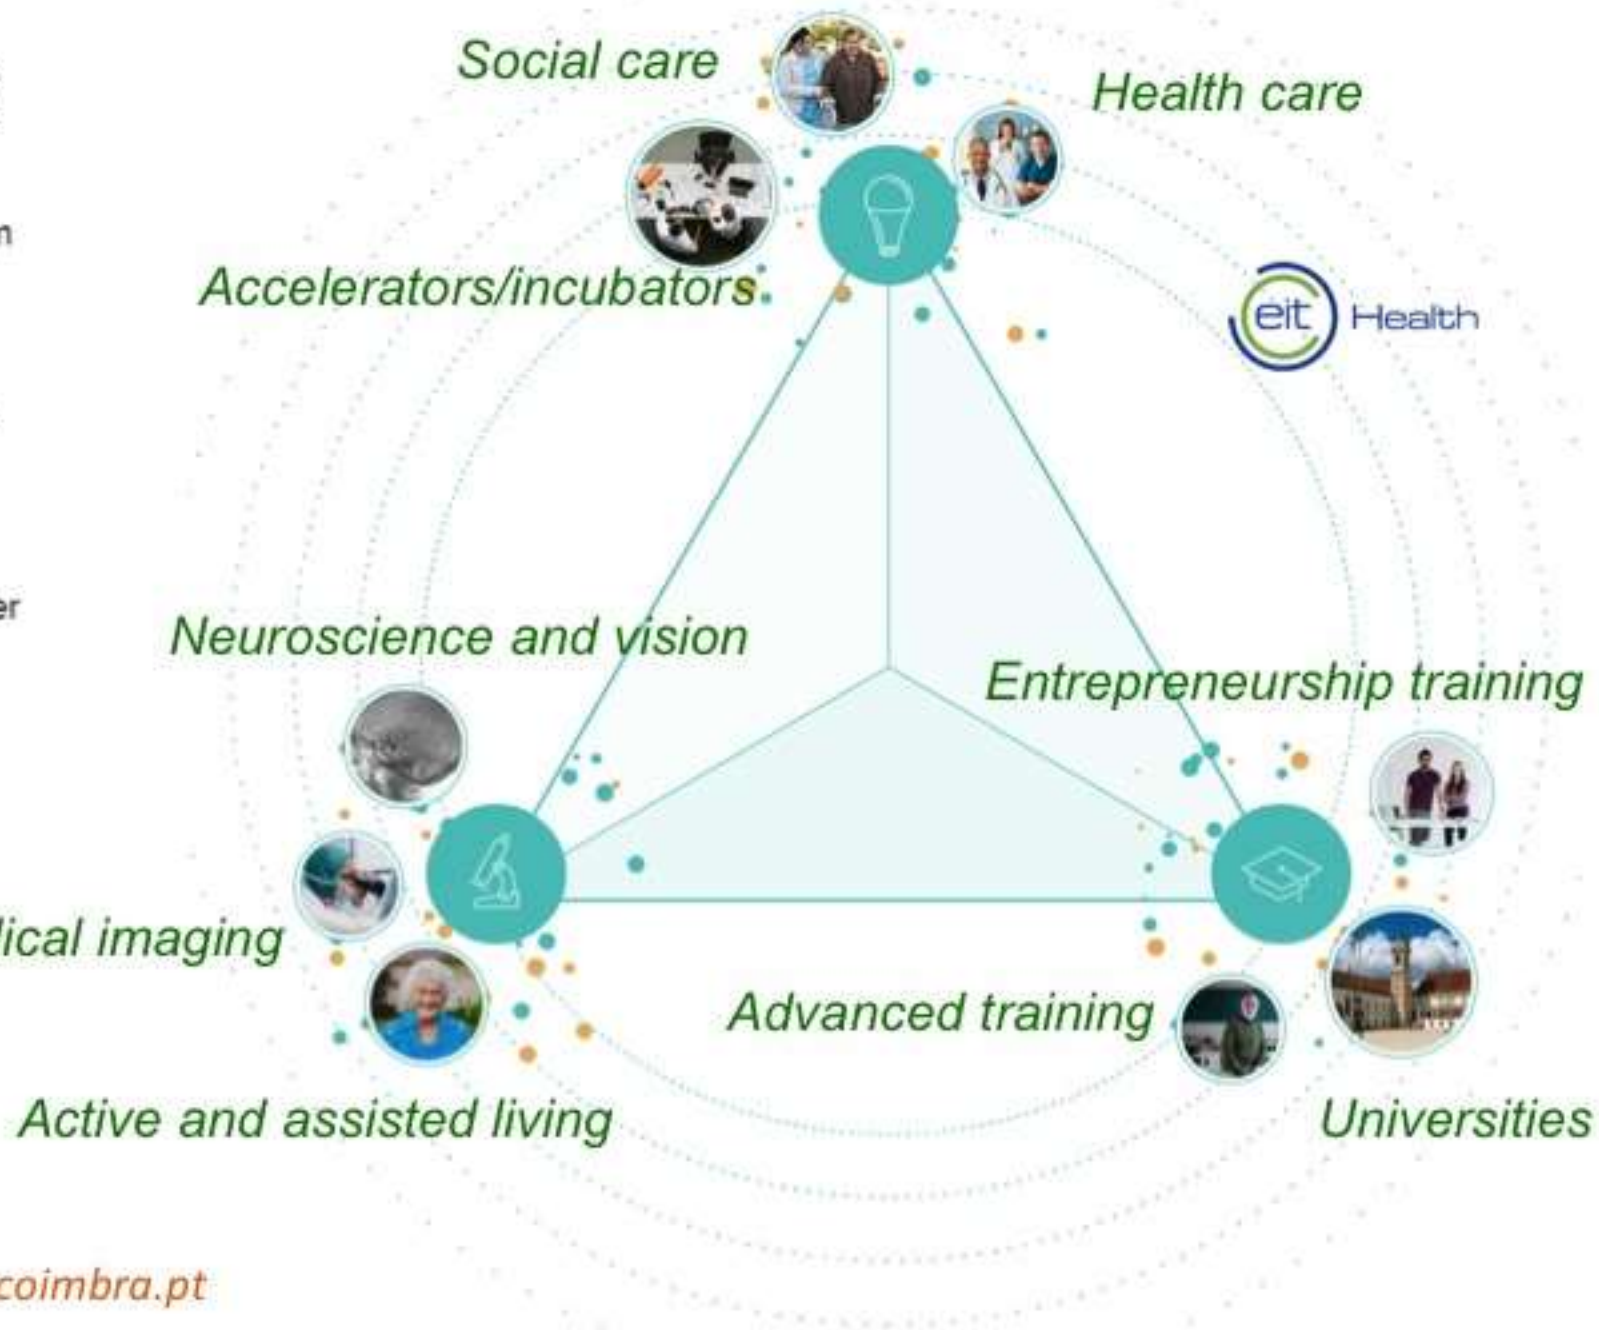 Social care
Health care
Accelerators/incubators
eit Health
Neuroscience and vision
Entrepreneurship training
ical imaging
Advanced training
Active and assisted living
Universities
coimbra.pt